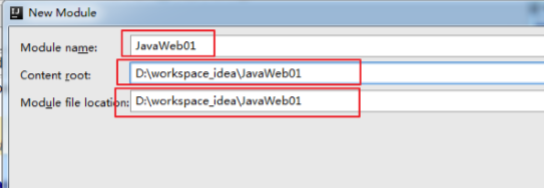 New Module
Module name: JavaWeb01
Content root: D:\workspace_idea\JavaWeb01
Module file location: D:\workspace_idea\JavaWeb01